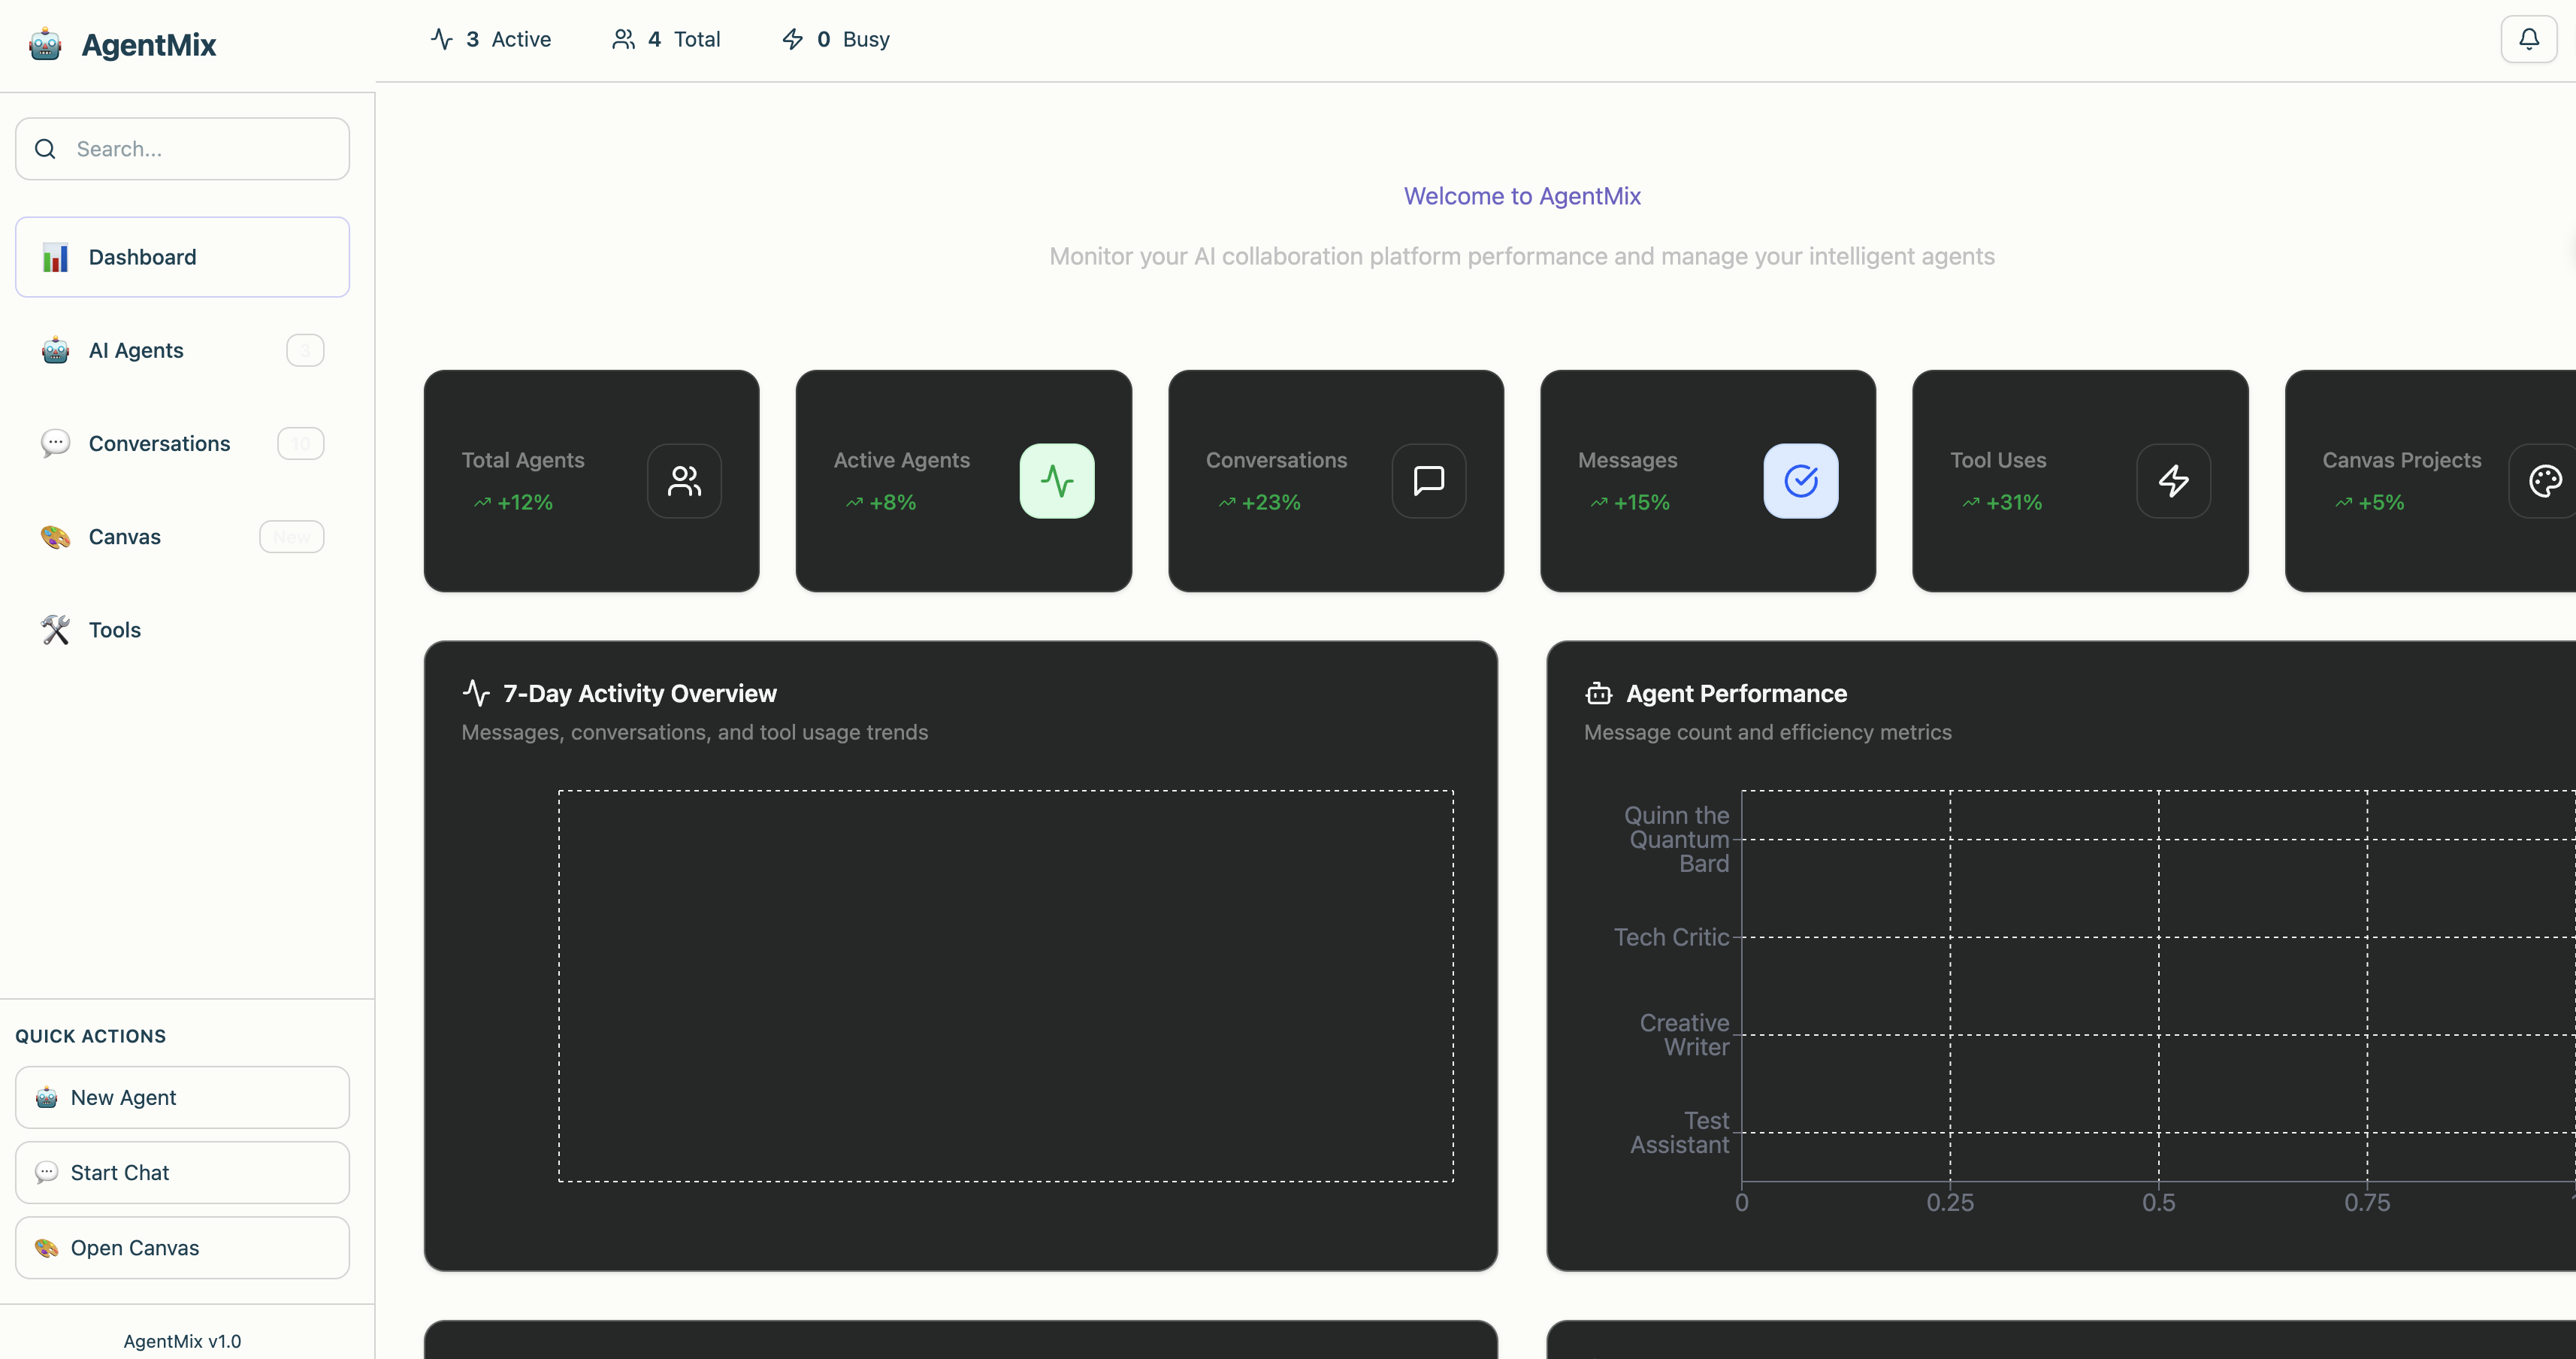 AgentMix
3 Active
4 Total
0 Busy
Search...
Dashboard
AI Agents 3
Conversations 10
Canvas New
Tools
QUICK ACTIONS
New Agent
Start Chat
Open Canvas
AgentMix v1.0
Welcome to AgentMix
Monitor your AI collaboration platform performance and manage your intelligent agents
Total Agents
+12%
Active Agents
+8%
Conversations
+23%
Messages
+15%
Tool Uses
+31%
Canvas Projects
+5%
7-Day Activity Overview
Messages, conversations, and tool usage trends
Agent Performance
Message count and efficiency metrics
Quinn the
Quantum
Bard
Tech Critic
Creative
Writer
Test
Assistant
0 0.25 0.5 0.75